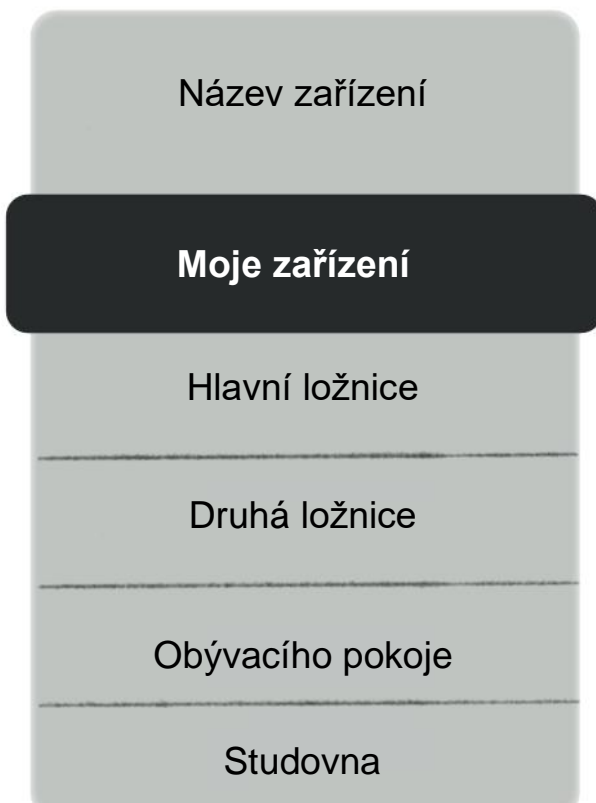 Název zařízení
Moje zařízení
Hlavní ložnice
Druhá ložnice
Obývacího pokoje
Studovna